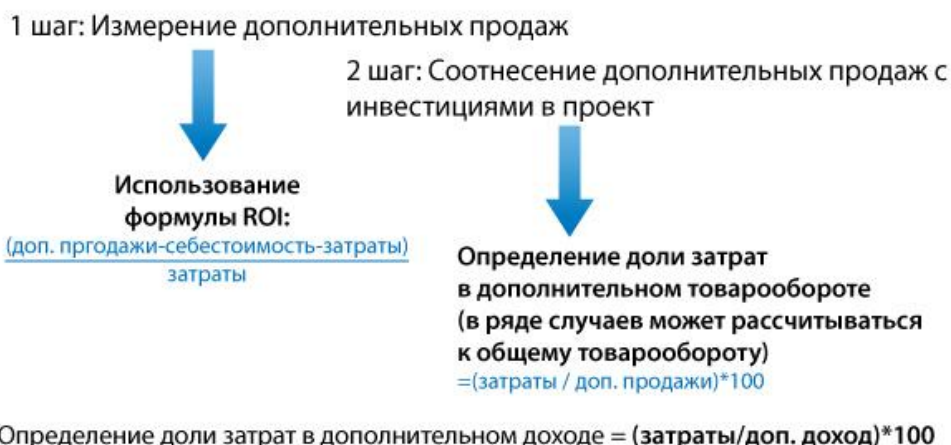 1 шаг: Измерение дополнительных продаж
2 шаг: Соотнесение дополнительных продаж с
инвестициями в проект
Использование
формулы ROI:
(доп. пргодажи-себестоимость-затраты)
затраты
Определение доли затрат
в дополнительном товарообороте
(в ряде случаев может рассчитываться
к общему товарообороту)
=(затраты / доп. продажи)*100
Определение доли затрат в дополнительном доходе = (затраты/доп. доход)*100